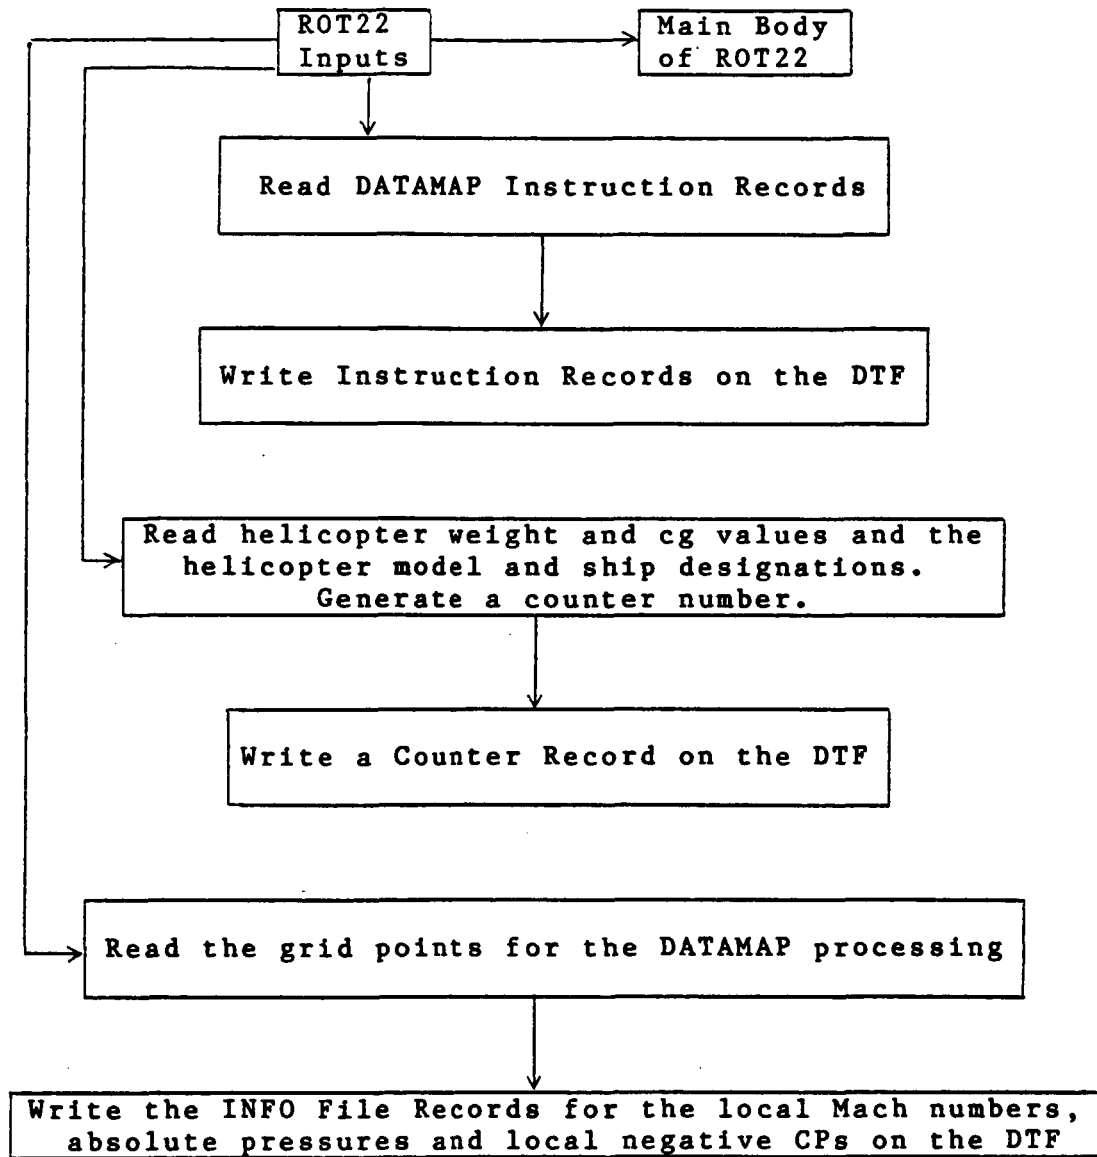 ROT22
Inputs
Main Body
of ROT22
Read DATAMAP Instruction Records
Write Instruction Records on the DTF
Read helicopter weight and cg values and the
helicopter model and ship designations.
Generate a counter number.
Write a Counter Record on the DTF
Read the grid points for the DATAMAP processing
Write the INFO File Records for the local Mach numbers,
absolute pressures and local negative CPs on the DTF